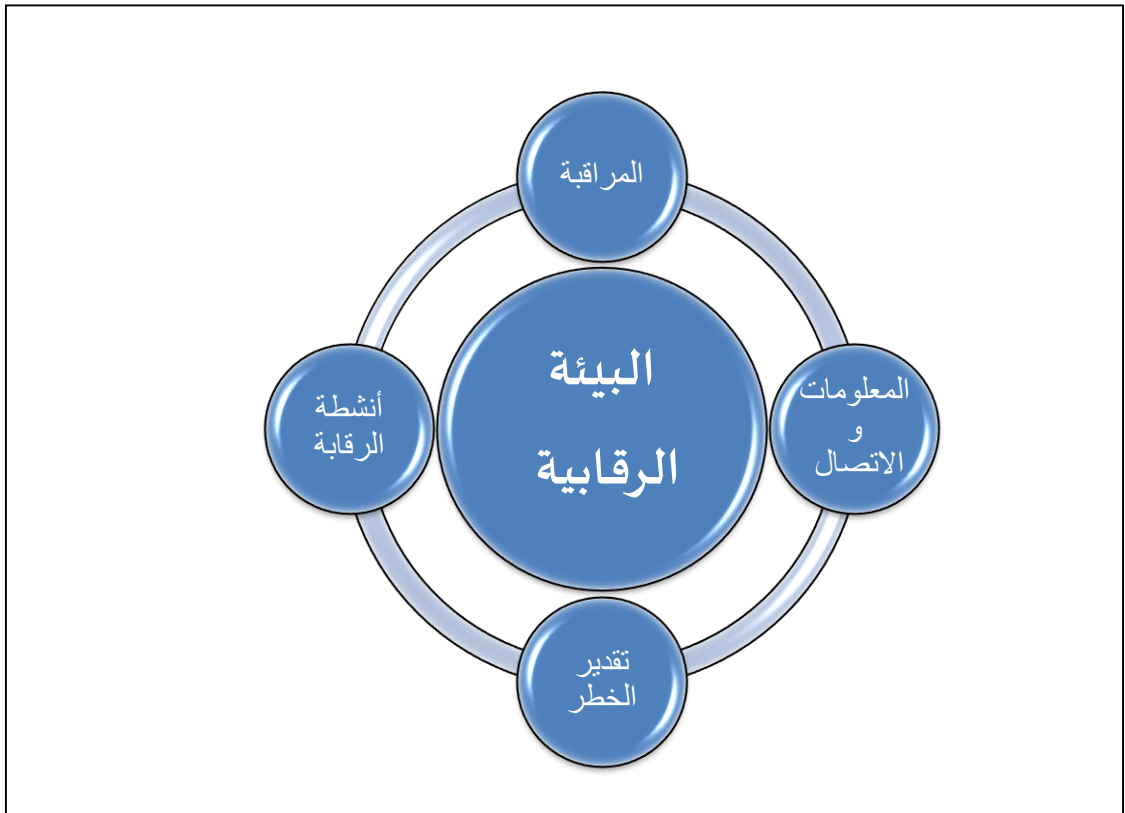 المراقبة
البيئة
الرقابية
المعلومات
و
الاتصال
تقدير
الخطر
أنشطة
الرقابة